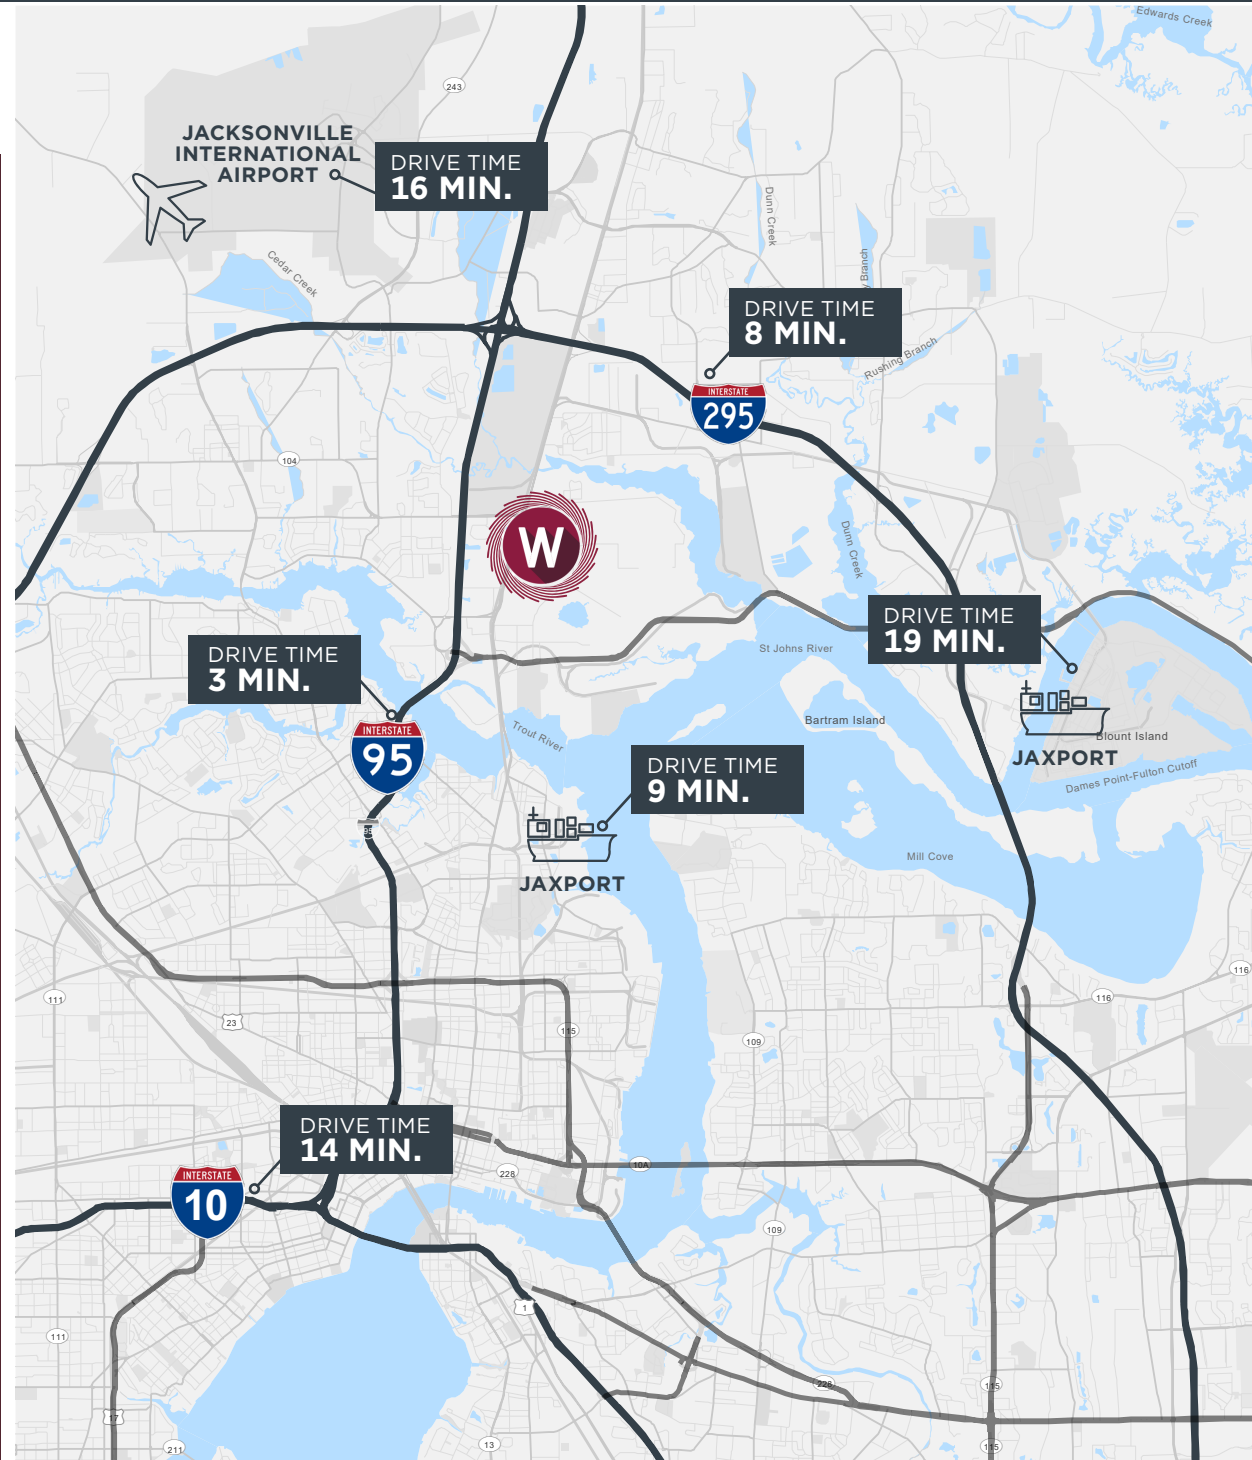 Edwards Creek
243
JACKSONVILLE
INTERNATIONAL
AIRPORT
DRIVE TIME
16 MIN.
Dunn Creek
Cedar Creek
Branch
DRIVE TIME
8 MIN.
Rushing Branch
INTERSTATE
295
104
W
Dunn Creek
DRIVE TIME
19 MIN.
DRIVE TIME
3 MIN.
St Johns River
Bartram Island
INTERSTATE
95
Trout River
Blount Island
JAXPORT
Dames Point-Fulton Cutoff
DRIVE TIME
9 MIN.
JAXPORT
Mill Cove
116
111
116
23
115
109
DRIVE TIME
14 MIN.
228
10A
INTERSTATE
10
109
1
111
228
115
17
13
211
115